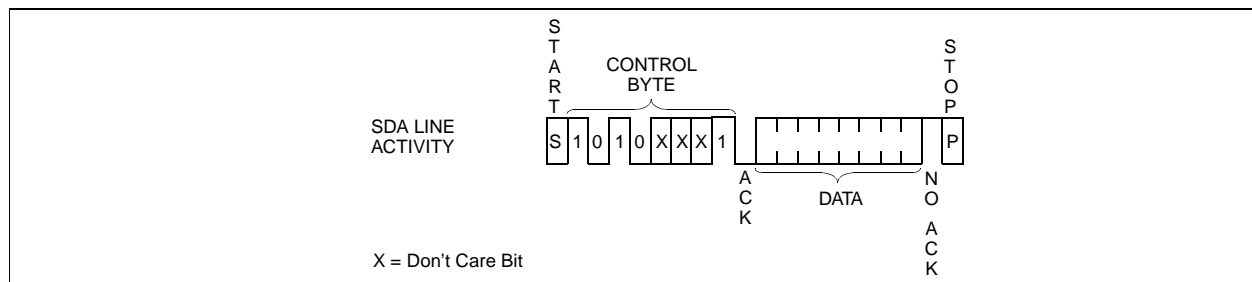 START
STOP
CONTROL
BYTE
SDA LINE
ACTIVITY
S 1 0 1 0 X X X 1 P
ACK
DATA
NO ACK
X = Don't Care Bit